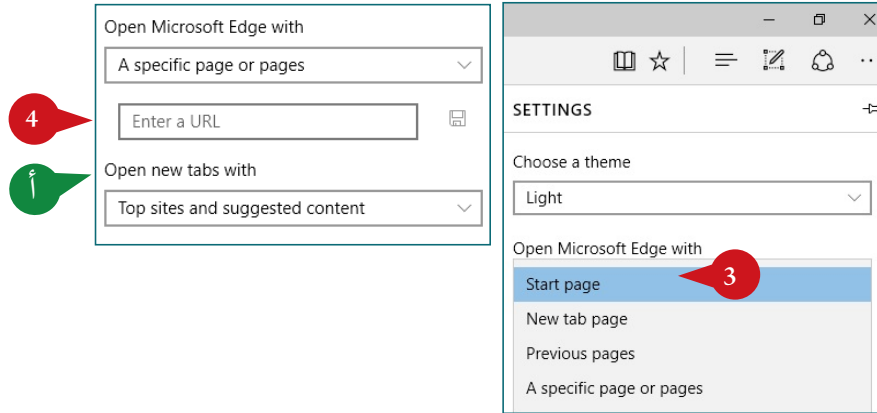 Open Microsoft Edge with
A specific page or pages
4
Enter a URL
أ
Open new tabs with
Top sites and suggested content
SETTINGS
Choose a theme
Light
Open Microsoft Edge with
Start page
3
New tab page
Previous pages
A specific page or pages